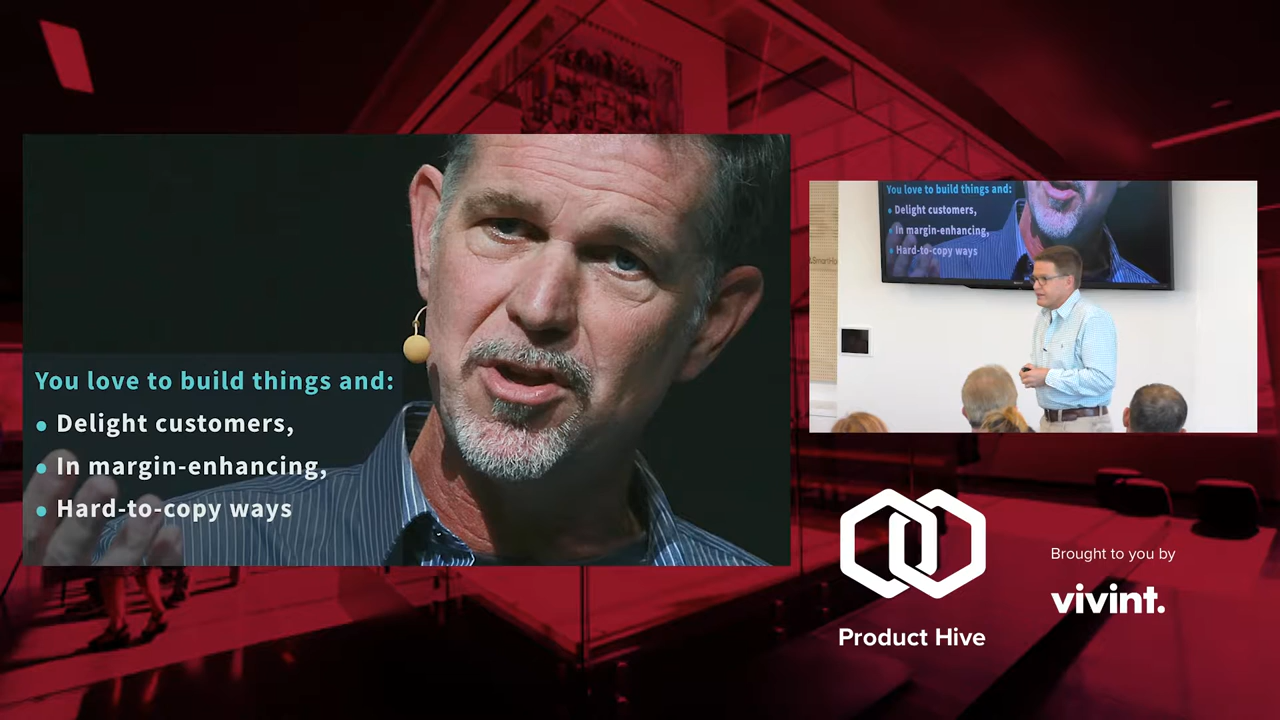 You love to build things and:
• Delight customers,
• In margin-enhancing,
• Hard-to-copy ways
You love to build things and:
• Delight customers,
• In margin-enhancing,
• Hard-to-copy ways
Product Hive
Brought to you by
vivint.